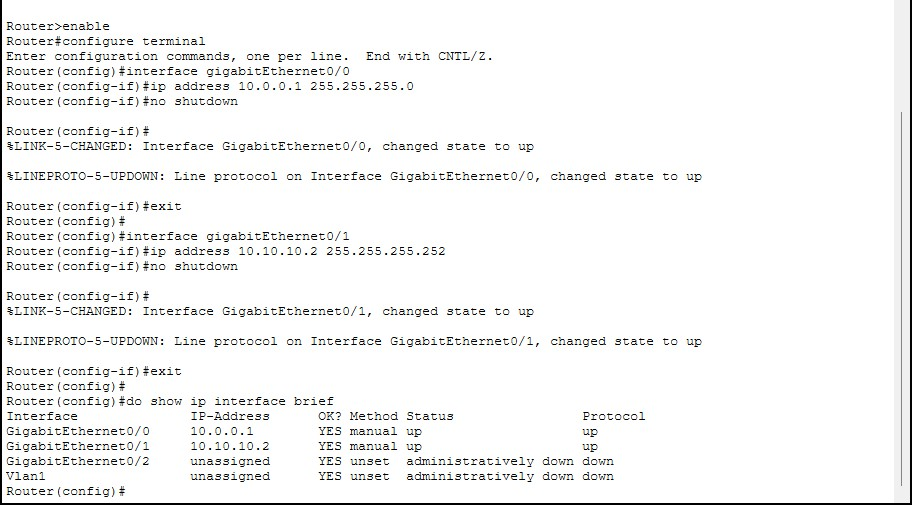 Router>enable
Router#configure terminal
Enter configuration commands, one per line.  End with CNTL/Z.
Router(config)#interface gigabitEthernet0/0
Router(config-if)#ip address 10.0.0.1 255.255.255.0
Router(config-if)#no shutdown
Router(config-if)#
%LINK-5-CHANGED: Interface GigabitEthernet0/0, changed state to up
%LINEPROTO-5-UPDOWN: Line protocol on Interface GigabitEthernet0/0, changed state to up
Router(config-if)#exit
Router(config)#
Router(config)#interface gigabitEthernet0/1
Router(config-if)#ip address 10.10.10.2 255.255.255.252
Router(config-if)#no shutdown
Router(config-if)#
%LINK-5-CHANGED: Interface GigabitEthernet0/1, changed state to up
%LINEPROTO-5-UPDOWN: Line protocol on Interface GigabitEthernet0/1, changed state to up
Router(config-if)#exit
Router(config)#
Router(config)#do show ip interface brief
Interface              IP-Address      OK? Method Status                Protocol
GigabitEthernet0/0     10.0.0.1        YES manual up                    up
GigabitEthernet0/1     10.10.10.2      YES manual up                    up
GigabitEthernet0/2     unassigned      YES unset  administratively down down
Vlan1                  unassigned      YES unset  administratively down down
Router(config)#